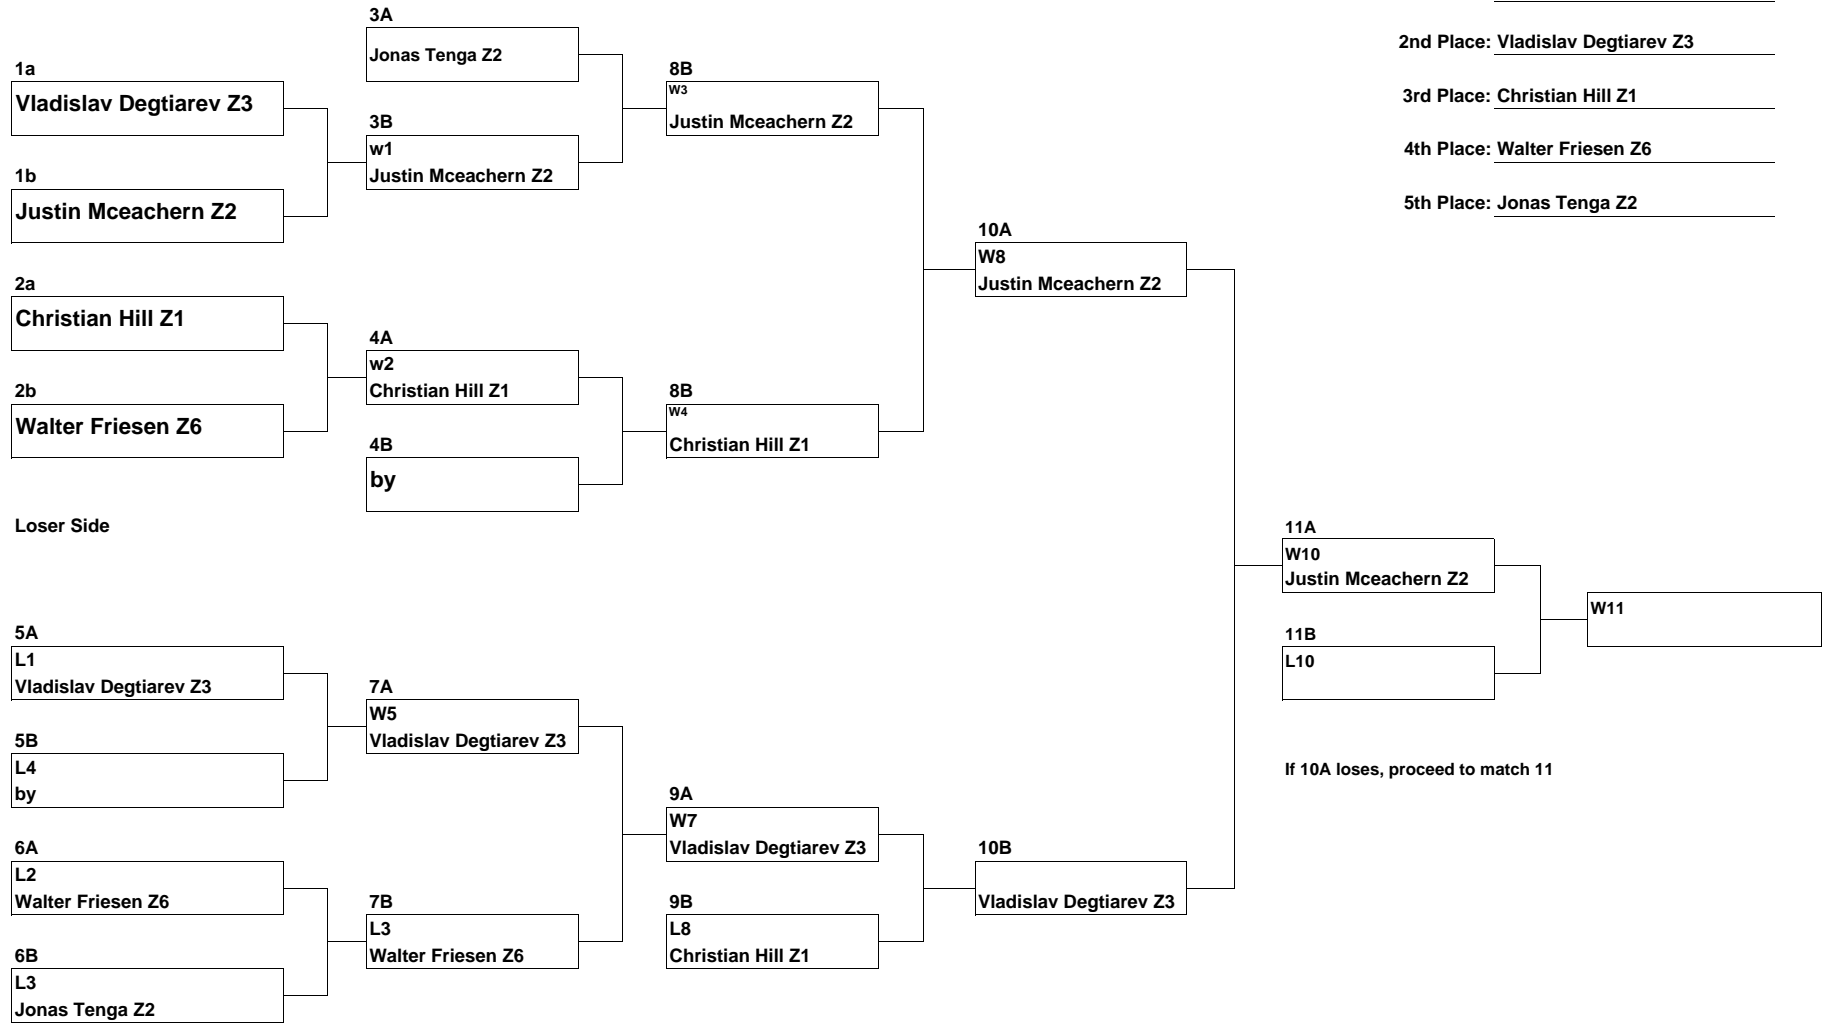 3A
Jonas Tenga Z2
2nd Place: Vladislav Degtiarev Z3
1a
Vladislav Degtiarev Z3
8B
W3
Justin Mceachern Z2
3rd Place: Christian Hill Z1
3B
w1
Justin Mceachern Z2
4th Place: Walter Friesen Z6
1b
Justin Mceachern Z2
5th Place: Jonas Tenga Z2
10A
W8
Justin Mceachern Z2
2a
Christian Hill Z1
4A
w2
Christian Hill Z1
2b
Walter Friesen Z6
8B
W4
Christian Hill Z1
4B
by
Loser Side
11A
W10
Justin Mceachern Z2
W11
11B
L10
5A
L1
Vladislav Degtiarev Z3
7A
W5
Vladislav Degtiarev Z3
5B
L4
by
If 10A loses, proceed to match 11
9A
W7
Vladislav Degtiarev Z3
6A
L2
Walter Friesen Z6
10B
Vladislav Degtiarev Z3
7B
L3
Walter Friesen Z6
9B
L8
Christian Hill Z1
6B
L3
Jonas Tenga Z2